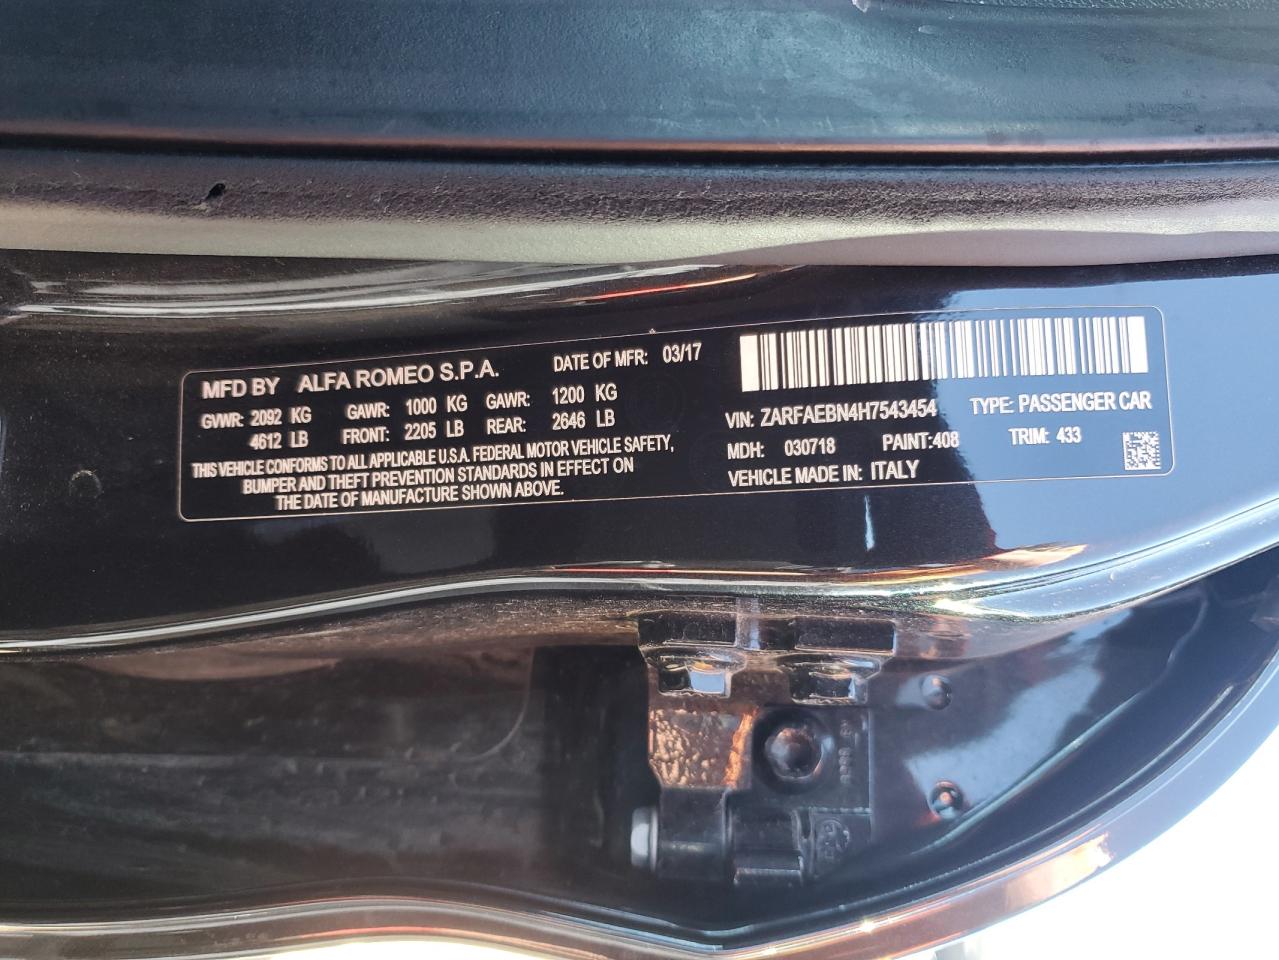 MFD BY ALFA ROMEO S.P.A. DATE OF MFR: 03/17
GVWR: 2092 KG GAWR: 1000 KG GAWR: 1200 KG
4612 LB FRONT: 2205 LB REAR: 2646 LB
THIS VEHICLE CONFORMS TO ALL APPLICABLE U.S.A. FEDERAL MOTOR VEHICLE SAFETY,
BUMPER AND THEFT PREVENTION STANDARDS IN EFFECT ON
THE DATE OF MANUFACTURE SHOWN ABOVE.
VIN: ZARFAEBN4H7543454 TYPE: PASSENGER CAR
MDH: 030718 PAINT:408 TRIM: 433
VEHICLE MADE IN: ITALY